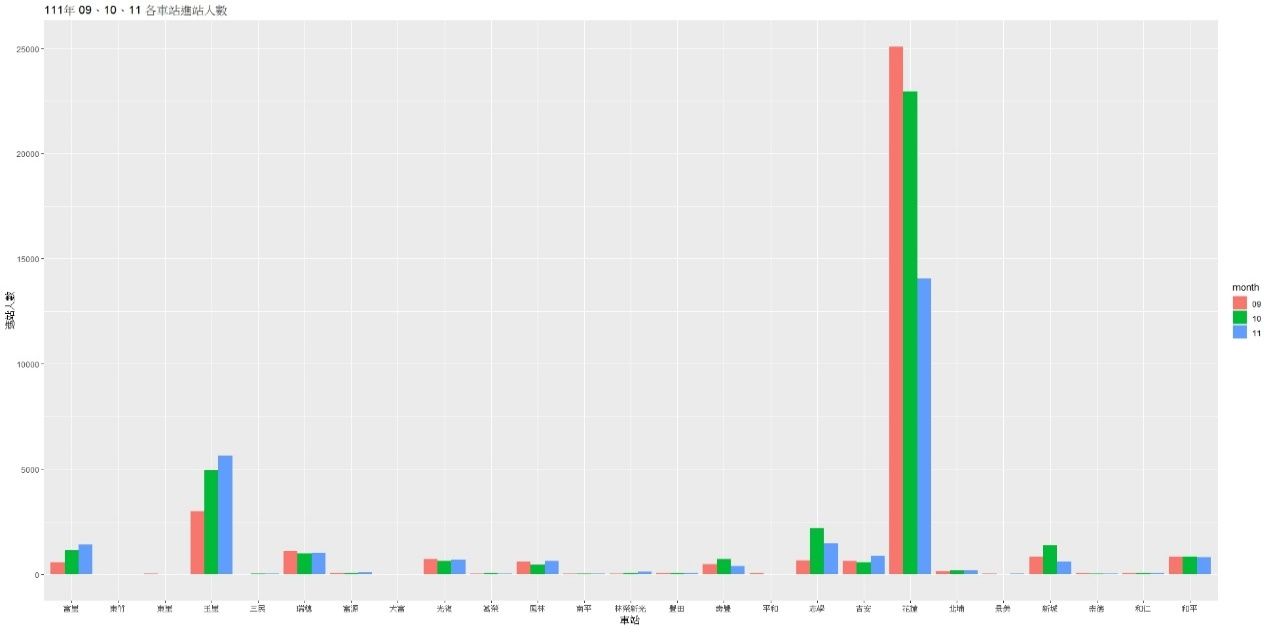 111年 09、10、11 各車站進站人數
25000
20000
15000
10000
5000
0
進站人數
富里 東竹 東里 玉里 三民 瑞穗 富源 大富 光復 萬榮 鳳林 南平 林榮新光 豐田 壽豐 平和 志學 吉安 花蓮 北埔 景美 新城 崇德 和仁 和平
車站
month
09
10
11